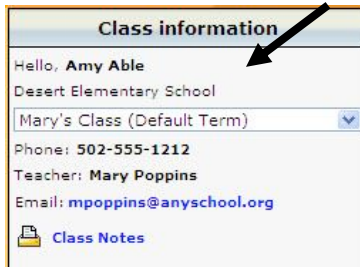 Class information
Hello, Amy Able
Desert Elementary School
Mary's Class (Default Term)
Phone: 502-555-1212
Teacher: Mary Poppins
Email: mpoppins@anyschool.org
Class Notes